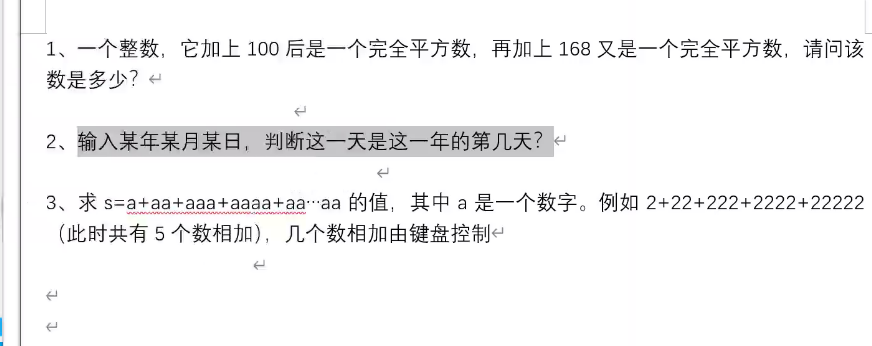 1、一个整数，它加上 100 后是一个完全平方数，再加上 168 又是一个完全平方数，请问该
数是多少？
2、输入某年某月某日，判断这一天是这一年的第几天？
3、求 s=a+aa+aaa+aaaa+aa…aa 的值，其中 a 是一个数字。例如 2+22+222+2222+22222
（此时共有 5 个数相加），几个数相加由键盘控制